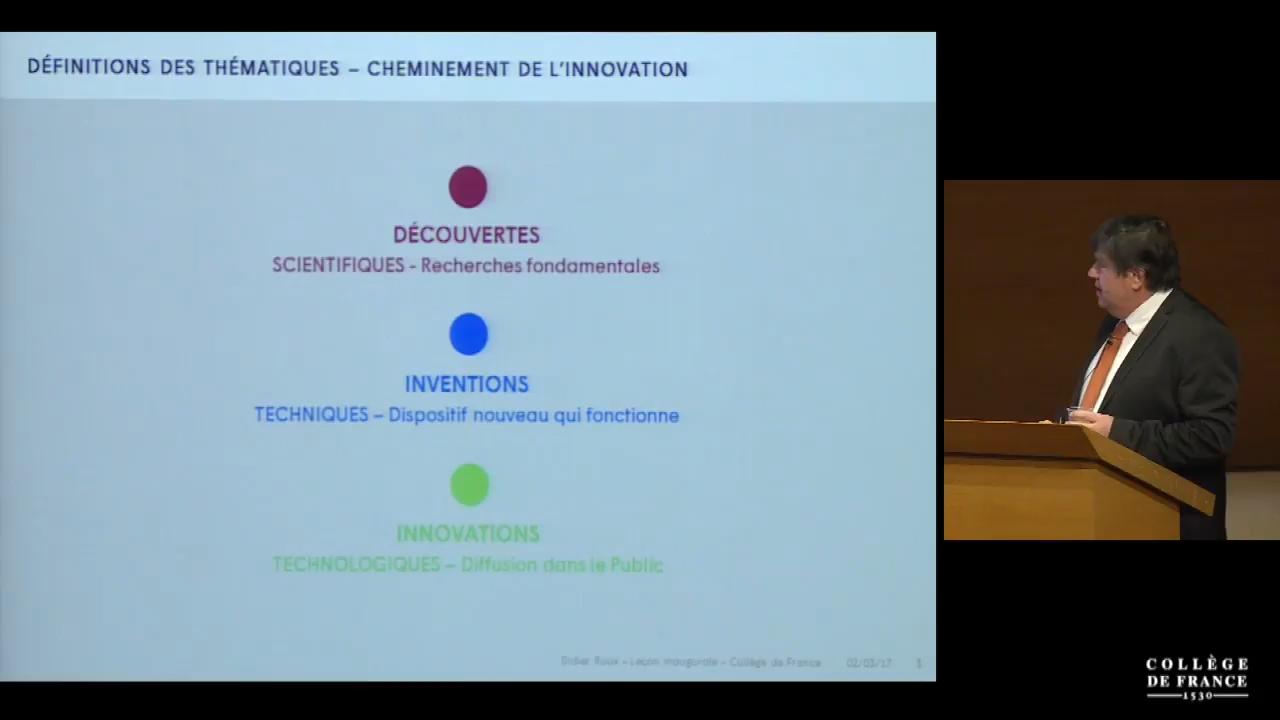 DÉFINITIONS DES THÉMATIQUES – CHEMINEMENT DE L'INNOVATION
DÉCOUVERTES
SCIENTIFIQUES - Recherches fondamentales
INVENTIONS
TECHNIQUES – Dispositif nouveau qui fonctionne
INNOVATIONS
TECHNOLOGIQUES – Diffusion dans le Public
Didier Roux – Leçon inaugurale – Collège de France 02/03/17 3
COLLÈGE
DE FRANCE
1530